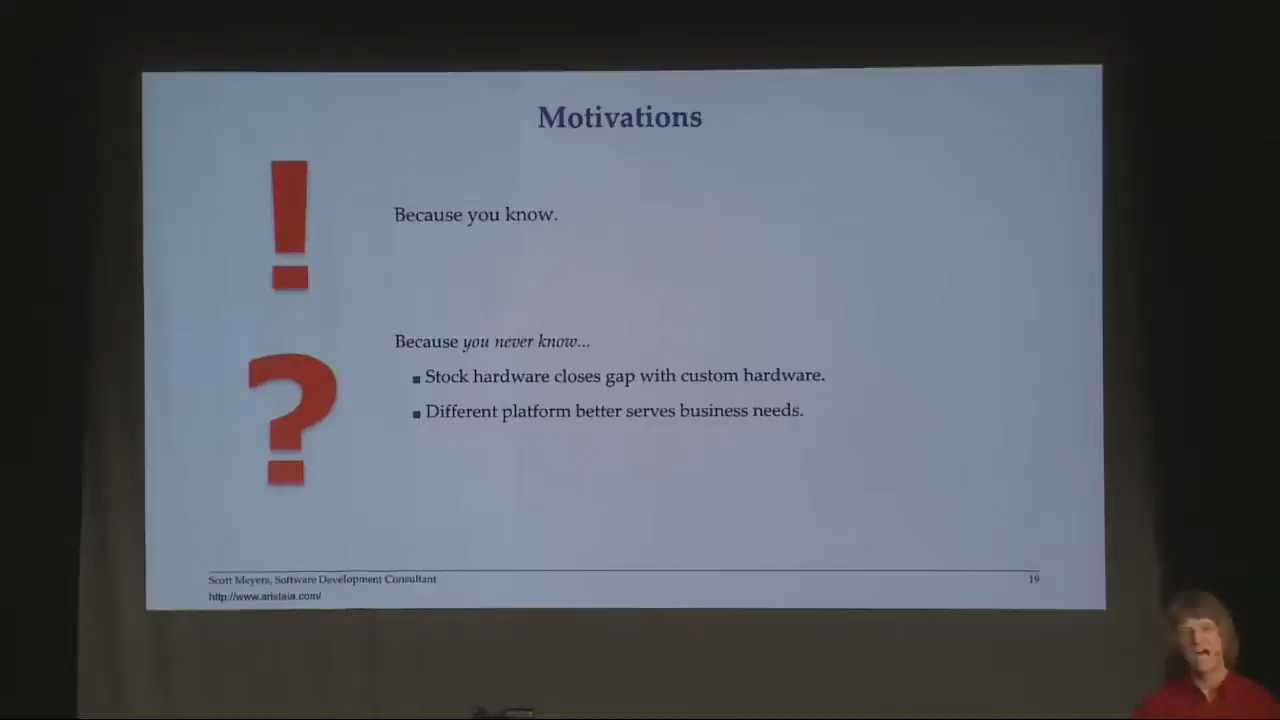 Motivations
!
Because you know.
?
Because you never know...
Stock hardware closes gap with custom hardware.
Different platform better serves business needs.
Scott Meyers, Software Development Consultant
19
http://www.aristeia.com/